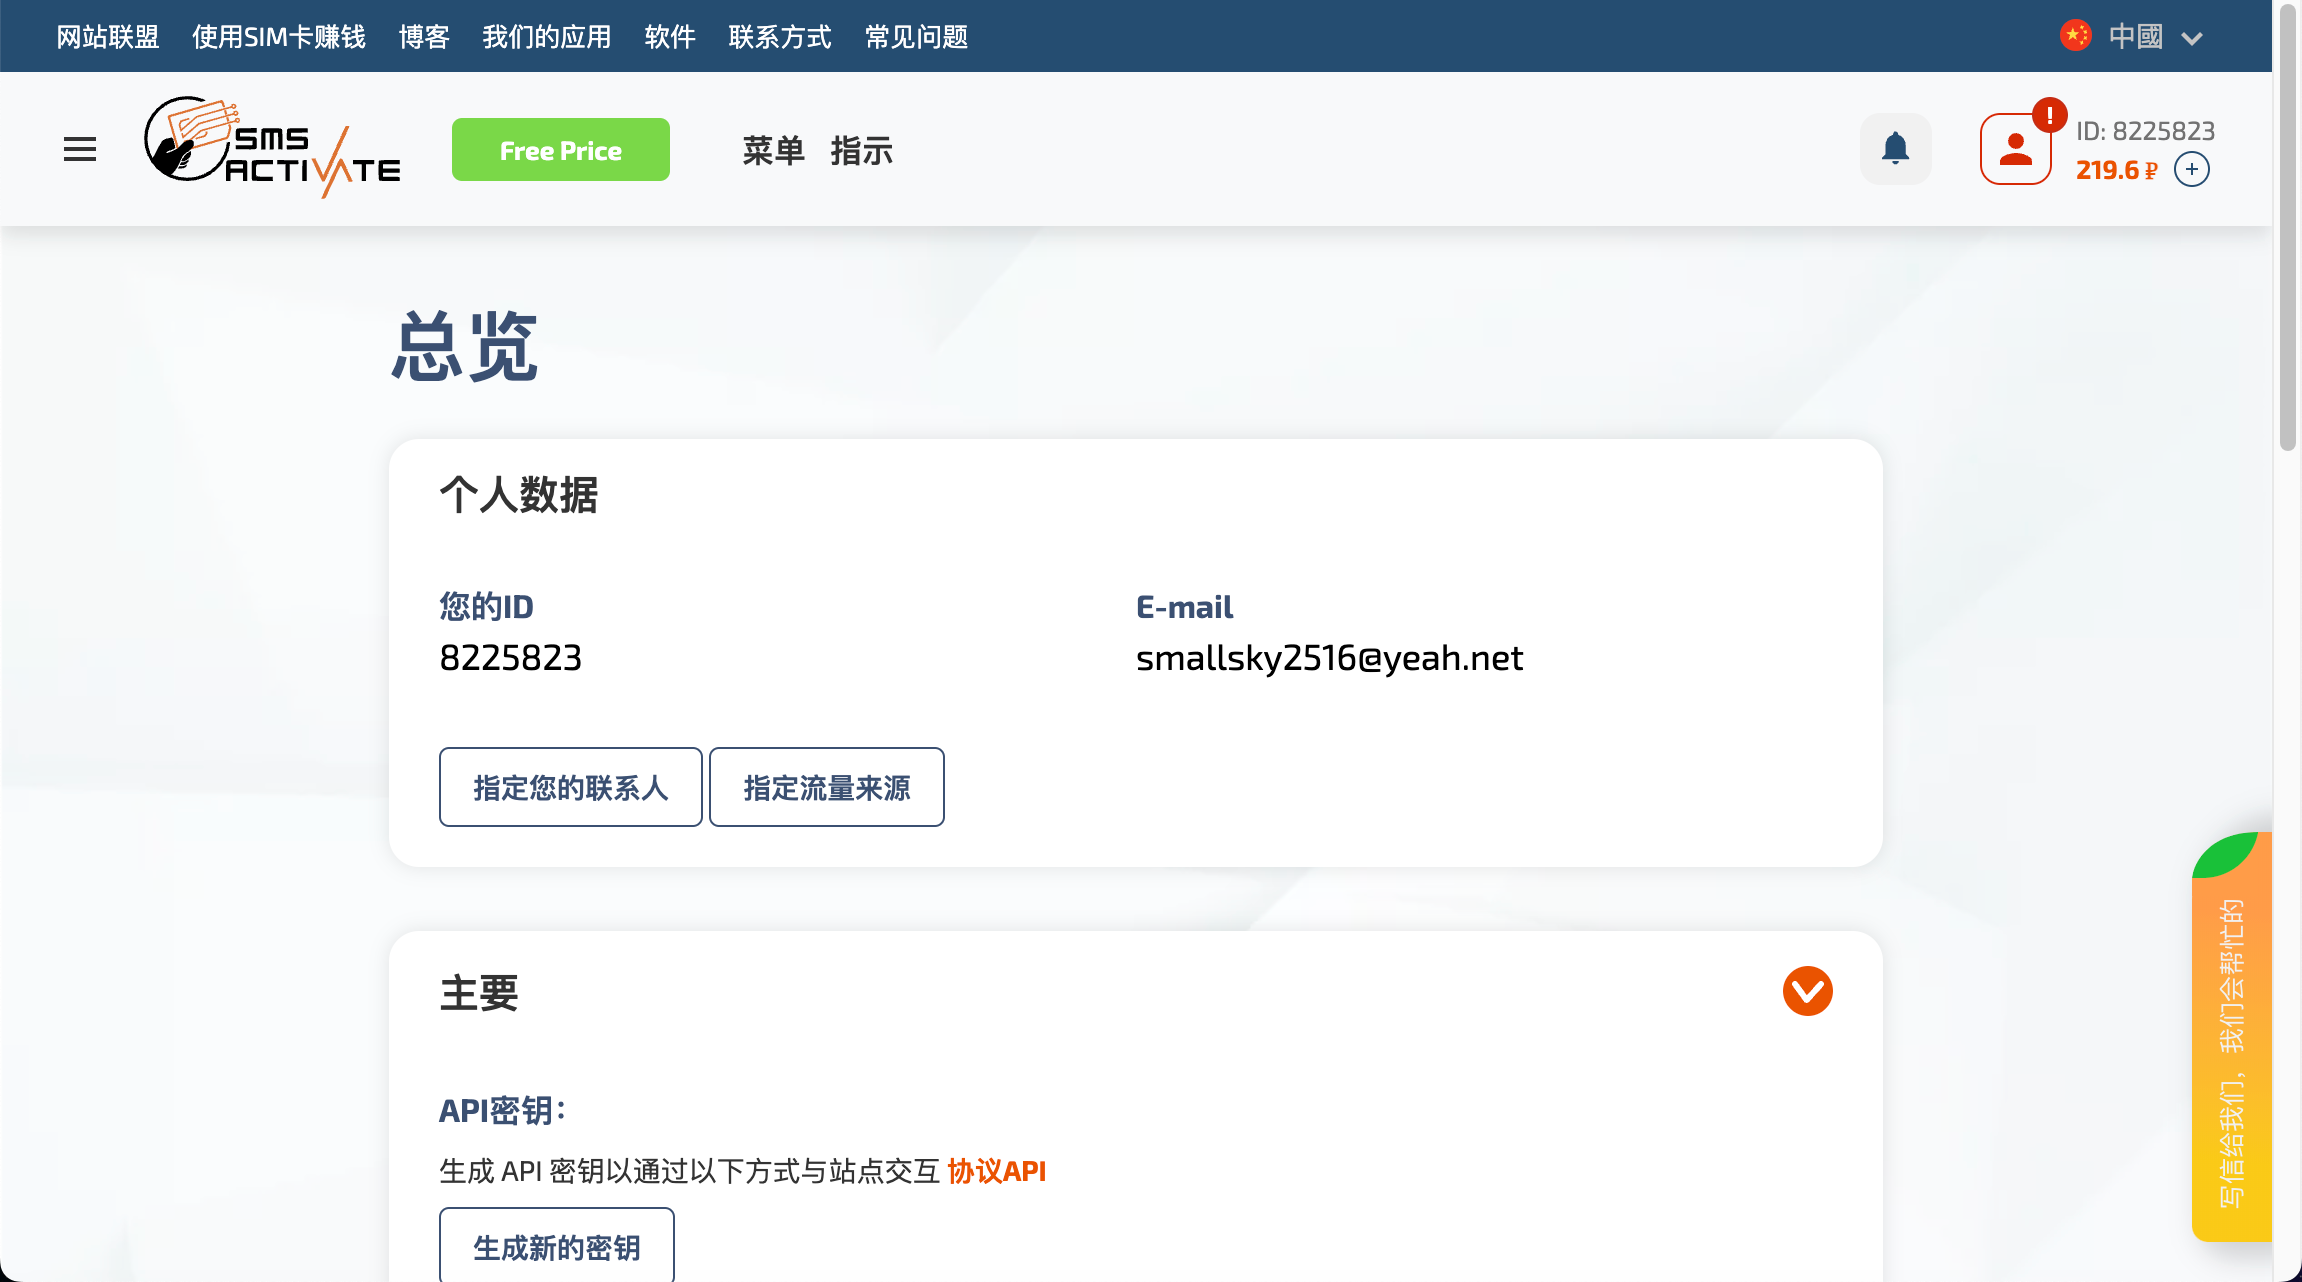 网站联盟 使用SIM卡赚钱 博客 我们的应用 软件 联系方式 常见问题 中國
SMS
ACTIVATE
Free Price
菜单 指示
!
ID: 8225823
219.6 ₽
总览
个人数据
您的ID
8225823
E-mail
smallsky2516@yeah.net
指定您的联系人
指定流量来源
主要
API密钥：
生成 API 密钥以通过以下方式与站点交互 协议API
生成新的密钥
写信给我们，我们会帮忙的